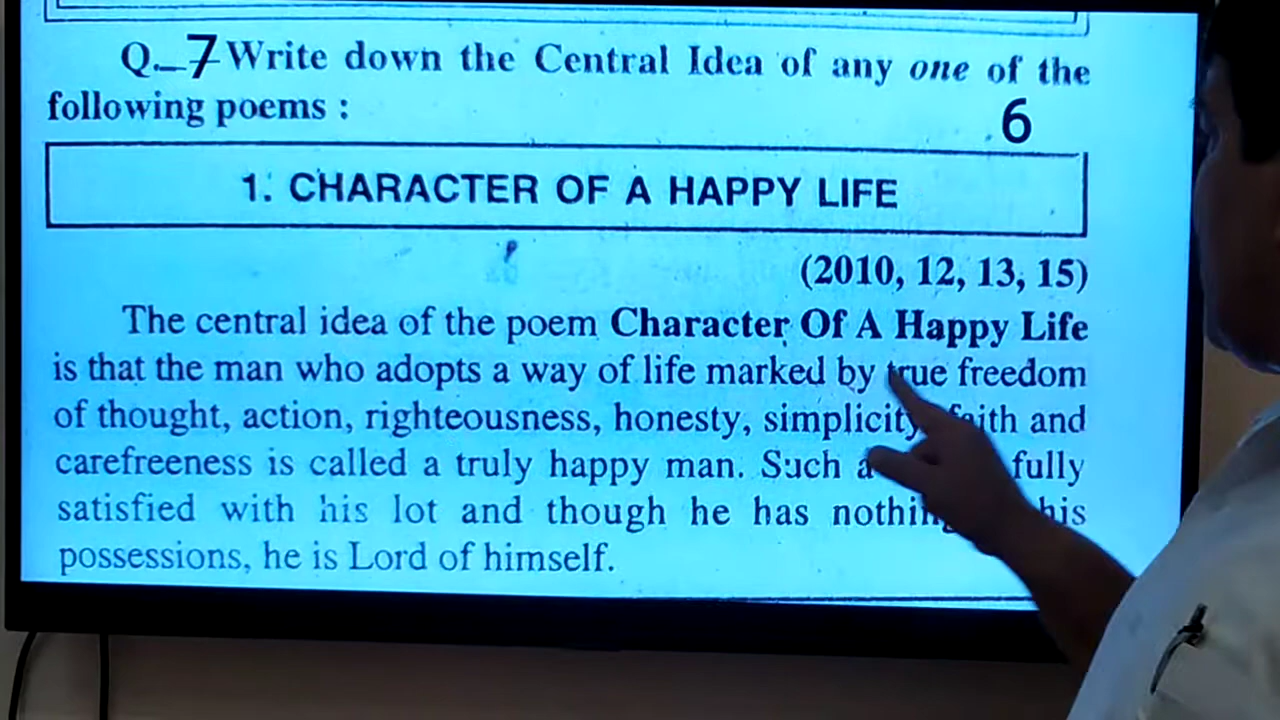 Q.–7 Write down the Central Idea of any one of the
following poems :
6
1. CHARACTER OF A HAPPY LIFE
(2010, 12, 13, 15)
The central idea of the poem Character Of A Happy Life
is that the man who adopts a way of life marked by true freedom
of thought, action, righteousness, honesty, simplicity, faith and
carefreeness is called a truly happy man. Such a fully
satisfied with his lot and though he has his
possessions, he is Lord of himself.